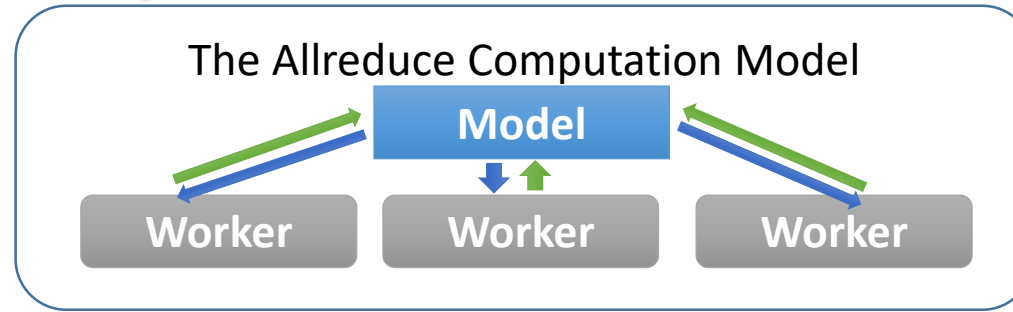 The Allreduce Computation Model
Model
Worker
Worker
Worker